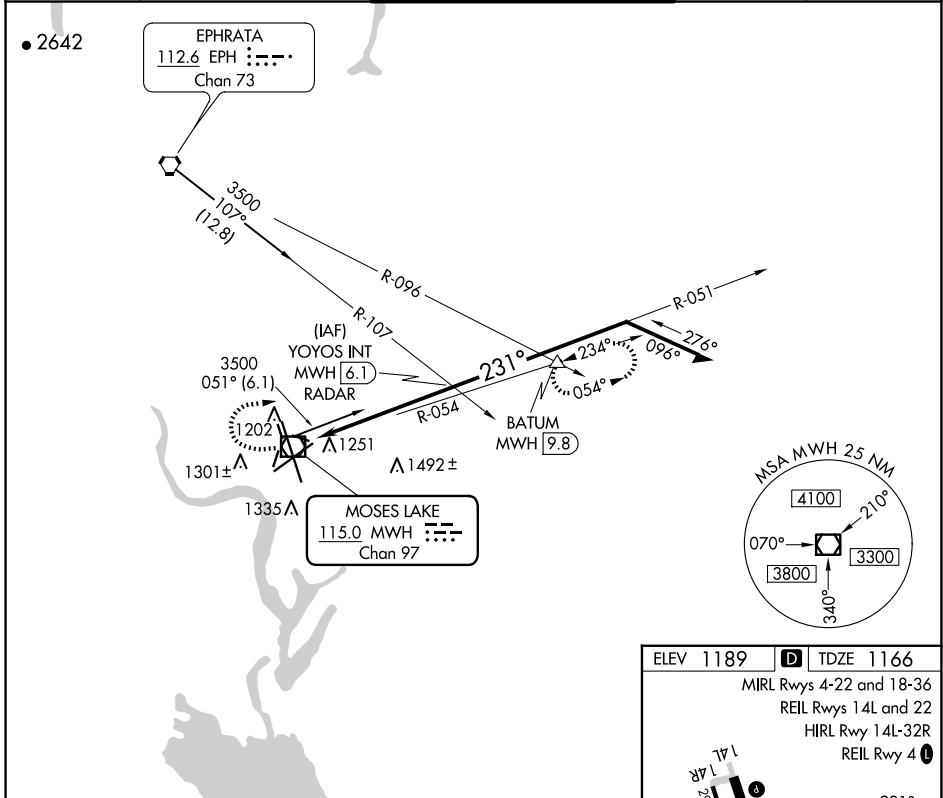 2642
EPHRATA
112.6 EPH
Chan 73
3500
107°
(12.8)
R-096
R-107
R-051
(IAF)
YOYOS INT
MWH 6.1
RADAR
231°
234°
096°
276°
054°
3500
051° (6.1)
R-054
BATUM
MWH 9.8
1202
1251
1301±
1492±
1335
MOSES LAKE
115.0 MWH
Chan 97
MSA MWH 25 NM
4100
210°
070°
3300
3800
340°
ELEV 1189 D TDZE 1166
MIRL Rwys 4-22 and 18-36
REIL Rwys 14L and 22
HIRL Rwy 14L-32R
REIL Rwy 4 L
14L
14R
P